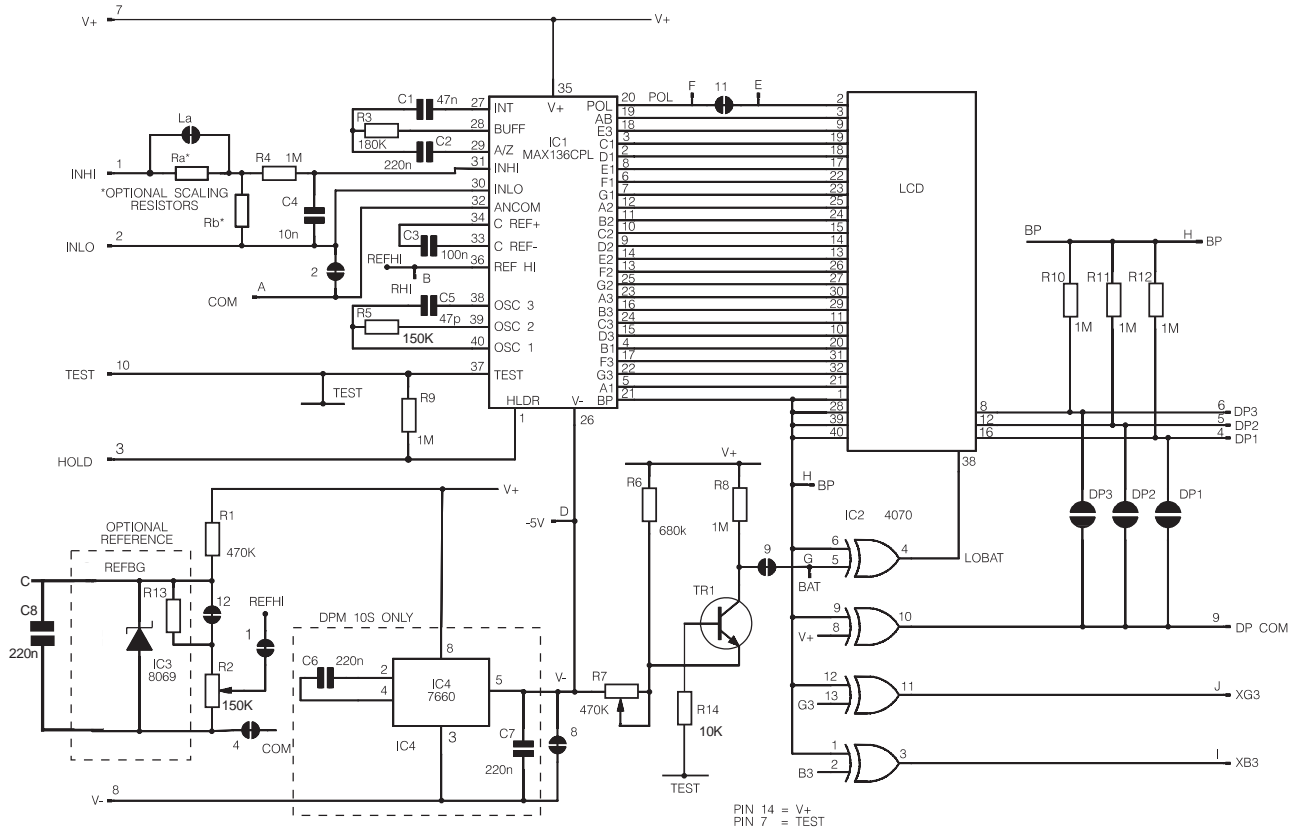 V+ 7 V+
35
V+
C1 47n 27 INT
R3 28 BUFF
180K C2 29 A/Z
220n 31 INHI
30 INLO
32 ANCOM
34 C REF+
C3 33 C REF-
100n
REFHI 36 REF HI
B
RHI
C5 38 OSC 3
47p
R5 39 OSC 2
150K
40 OSC 1
37 TEST
HLDR V-
1 26
IC1
MAX136CPL
La
1 Ra* R4 1M
INHI
*OPTIONAL SCALING
RESISTORS
Rb*
C4
10n
2
INLO
2
COM A
10
TEST
TEST
R9
1M
3
HOLD
20 POL F 11 E 2
POL
19 3
AB
18 9
E3
3 19
C1
2 18
D1
8 17
E1
6 22
F1
7 23
G1
12 25
A2
11 24
B2
10 15
C2
9 14
D2
14 13
E2
13 26
F2
25 27
G2
23 30
A3
16 29
B3
24 11
C3
15 10
D3
4 20
B1
17 31
F3
22 32
G3
5 21
A1
21 1
BP
28
39
40
LCD
8
12
16
38
BP H BP
R10 R11 R12
1M 1M 1M
6 DP3
5 DP2
4 DP1
DP3 DP2 DP1
V+
R6 R8
680k 1M
H
BP
9
G
BAT
TR1
R14
10K
TEST
IC2 4070
6
5
4
LOBAT
9
8
V+
10
9
DP COM
12
13
G3
11
J
XG3
1
2
B3
3
I
XB3
PIN 14 = V+
PIN 7 = TEST
V+
R1
470K
OPTIONAL
REFERENCE
REFBG
C
R13
12 REFHI
1
C8
220n
IC3
8069
R2
150K
4 COM
DPM 10S ONLY
C6 220n
2
4
8
IC4
7660
5
3
IC4
C7
220n
D
-5V
V-
8
R7
470K
8
V-